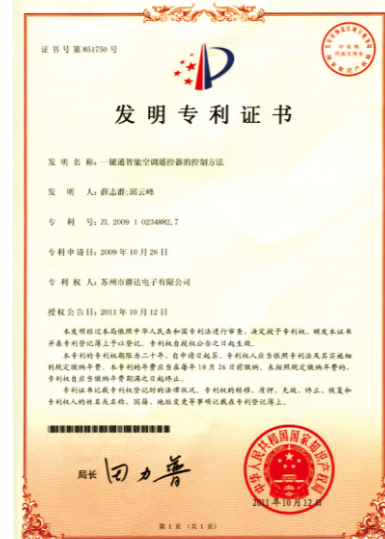 证书号第851750号
发明专利证书
发 明 名 称：一键通智能空调遥控器的控制方法
发 明 人：薛志群;邱云峰
专 利 号：ZL 2009 1 0234882.7
专利申请日：2009年10月26日
专 利 权 人：苏州市群达电子有限公司
授权公告日：2011年10月12日
本发明经过本局依照中华人民共和国专利法进行审查，决定授予专利权，颁发本证书
并在专利登记簿上予以登记。专利权自授权公告之日起生效。
本专利的专利权期限为二十年，自申请日起算。专利权人应当依照专利法及其实施细
则规定缴纳年费。本专利的年费应当在每年10月26日前缴纳。未按照规定缴纳年费的，
专利权自应当缴纳年费期满之日起终止。
专利证书记载专利权登记时的法律状况。专利权的转移、质押、无效、终止、恢复和
专利权人的姓名或名称、国籍、地址变更等事项记载在专利登记簿上。
局长 田力普
中华人民共和国国家知识产权局
2011年10月12日
第1页（共1页）